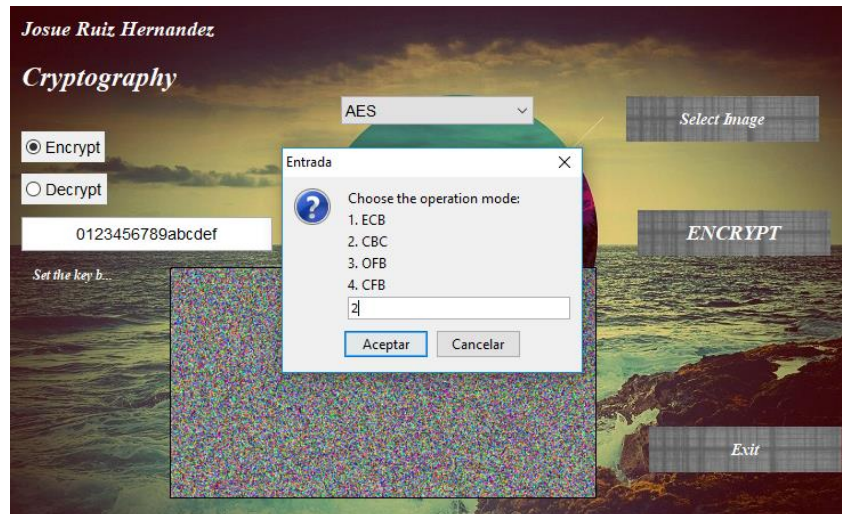 Josue Ruiz Hernandez
Cryptography
AES
Select Image
Encrypt
Decrypt
0123456789abcdef
Set the key b...
Entrada
Choose the operation mode:
1. ECB
2. CBC
3. OFB
4. CFB
2
Aceptar Cancelar
ENCRYPT
Exit